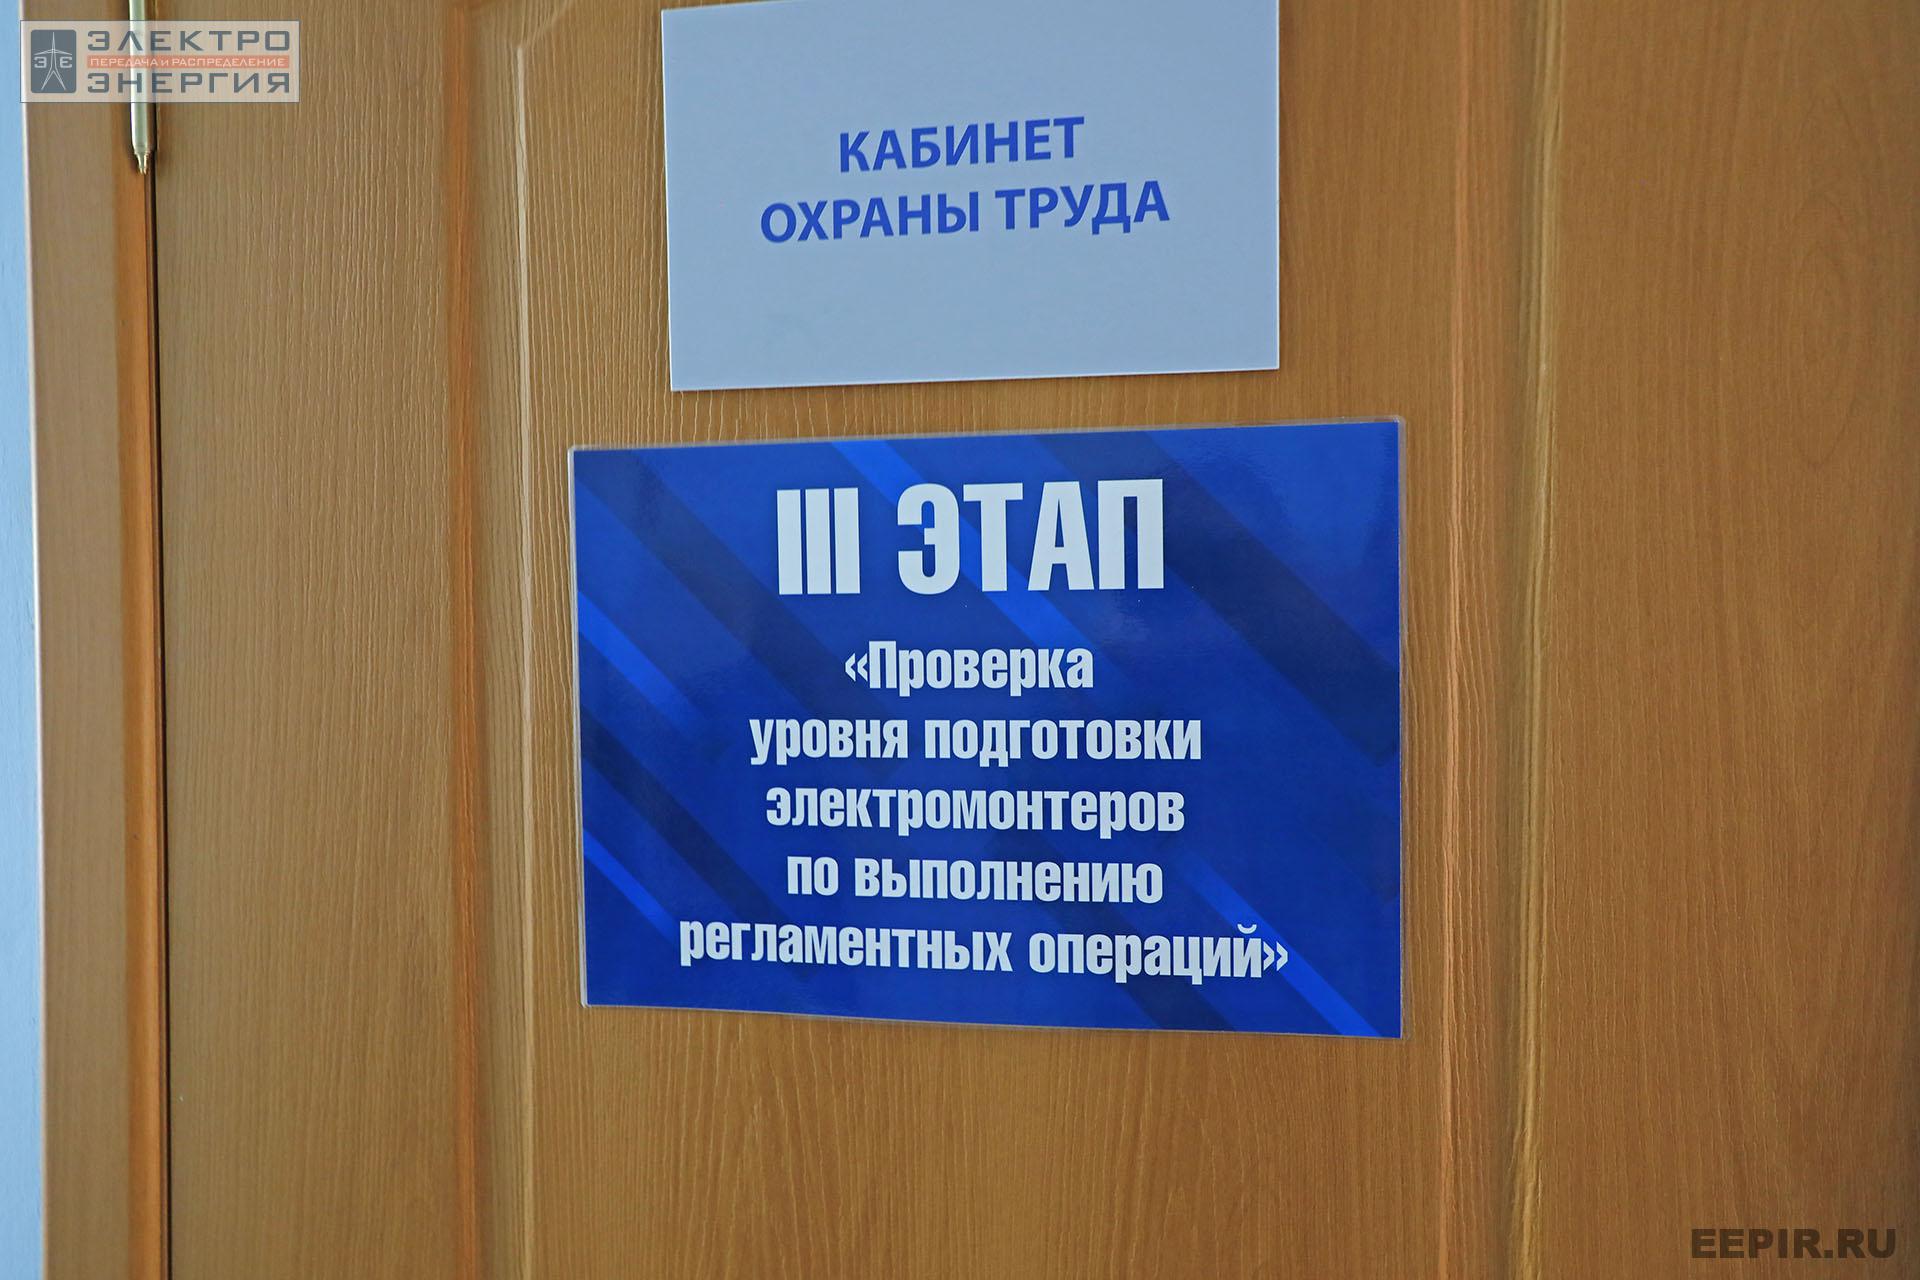 ЭЛЕКТРО
ПЕРЕДАЧА И РАСПРЕДЕЛЕНИЕ
ЭНЕРГИЯ
КАБИНЕТ
ОХРАНЫ ТРУДА
III ЭТАП
«Проверка
уровня подготовки
электромонтеров
по выполнению
регламентных операций»
EEPIR.RU